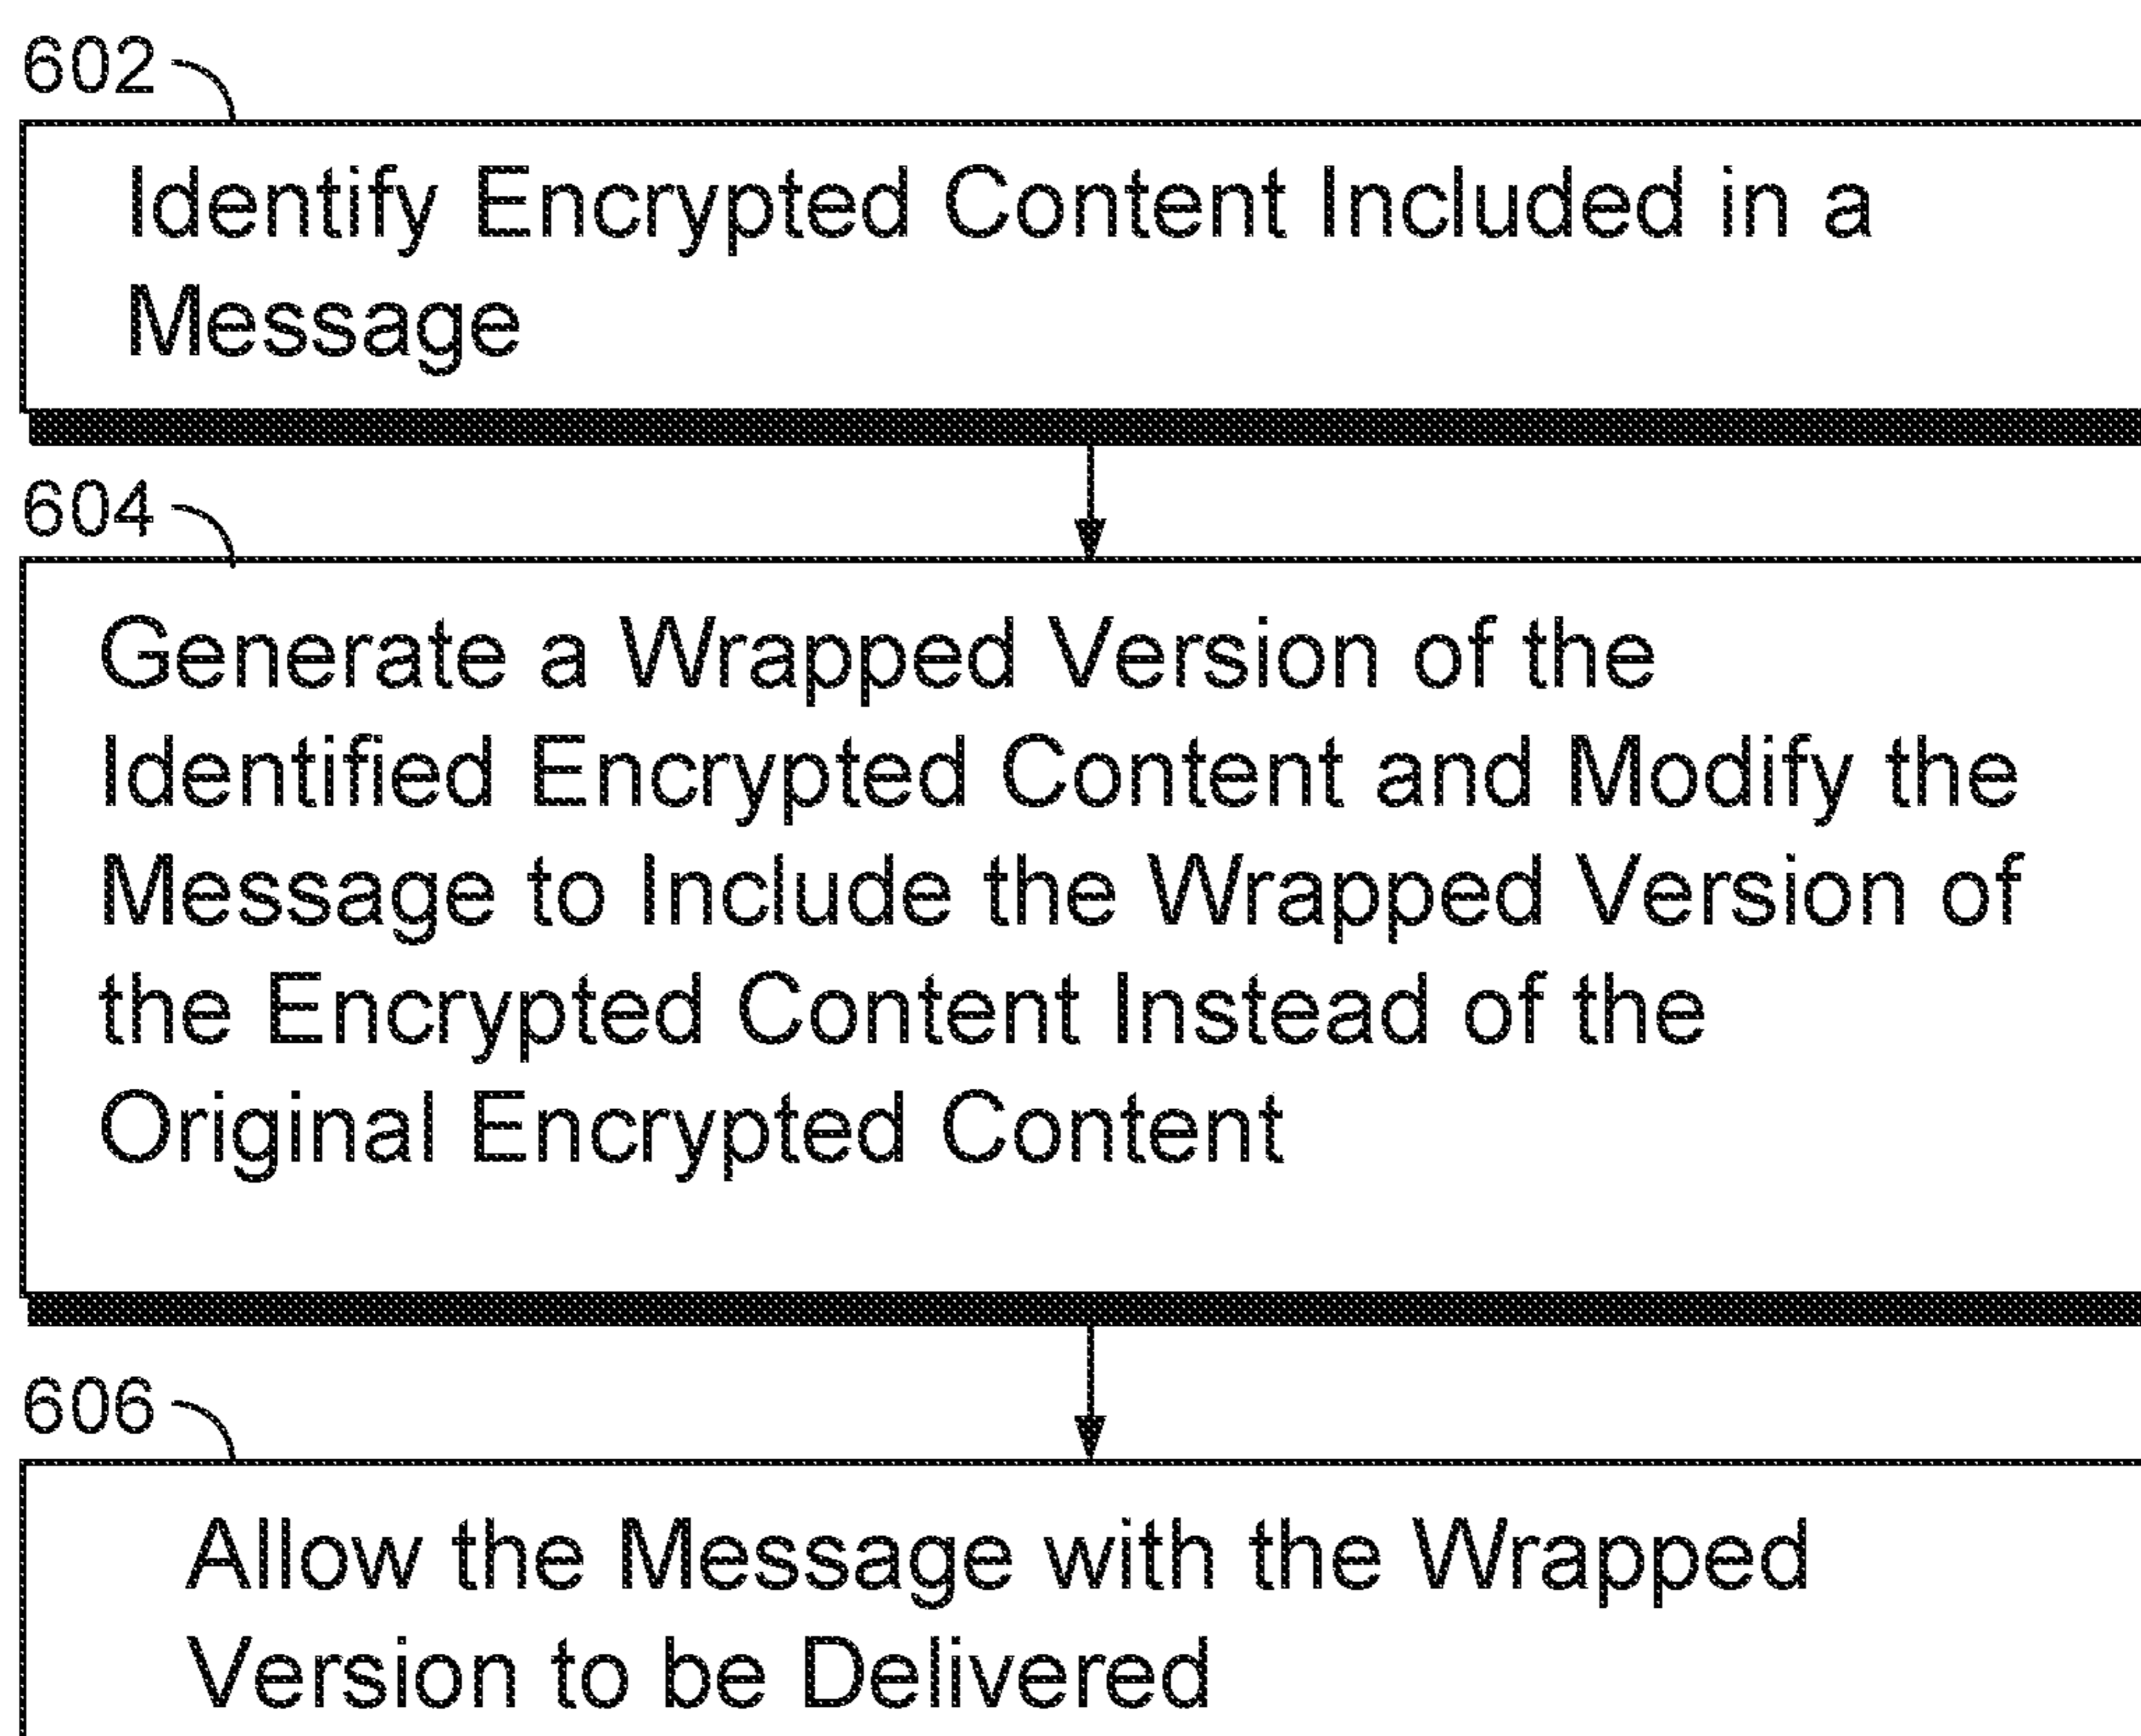 602
Identify Encrypted Content Included in a
Message
604
Generate a Wrapped Version of the
Identified Encrypted Content and Modify the
Message to Include the Wrapped Version of
the Encrypted Content Instead of the
Original Encrypted Content
606
Allow the Message with the Wrapped
Version to be Delivered